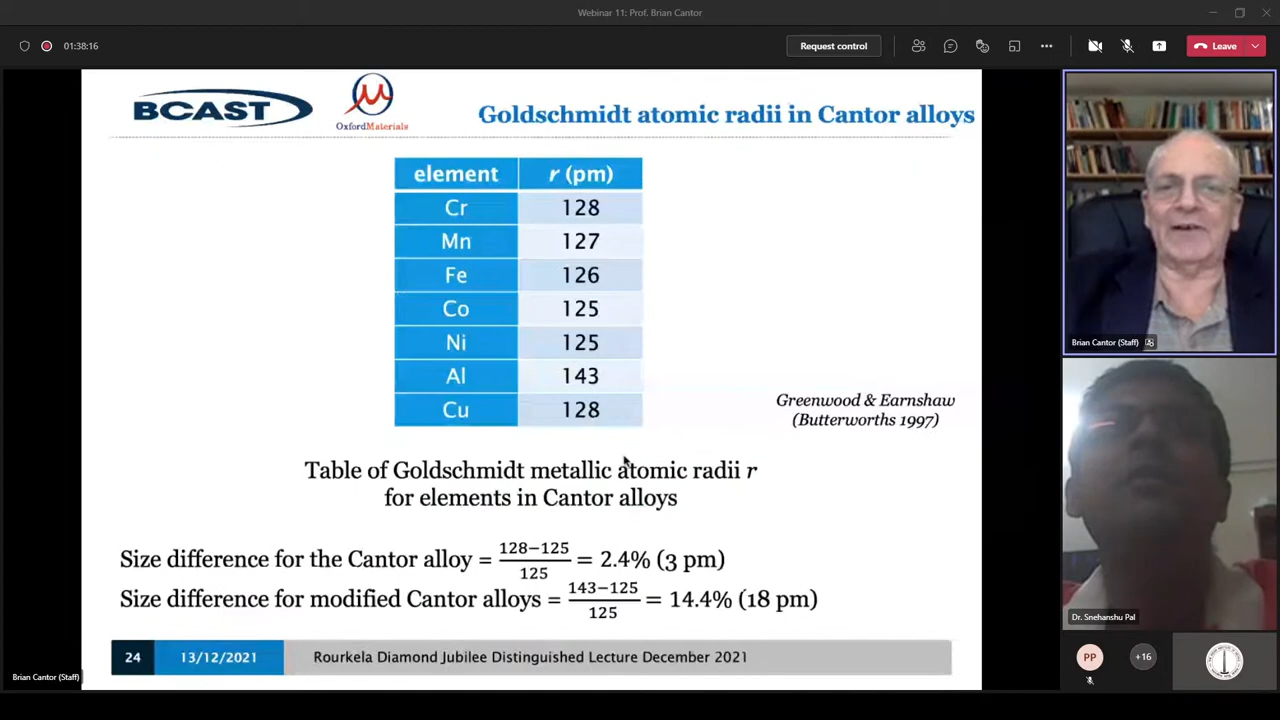 Webinar 11: Prof. Brian Cantor
01:38:16
Request control
Leave
BCAST
OxfordMaterials
Goldschmidt atomic radii in Cantor alloys
element r (pm)
Cr 128
Mn 127
Fe 126
Co 125
Ni 125
Al 143
Cu 128
Greenwood & Earnshaw
(Butterworths 1997)
Table of Goldschmidt metallic atomic radii r
for elements in Cantor alloys
Size difference for the Cantor alloy = 128−125/125 = 2.4% (3 pm)
Size difference for modified Cantor alloys = 143−125/125 = 14.4% (18 pm)
24 13/12/2021 Rourkela Diamond Jubilee Distinguished Lecture December 2021
Brian Cantor (Staff)
Brian Cantor (Staff)
Dr. Snehanshu Pal
PP
+16